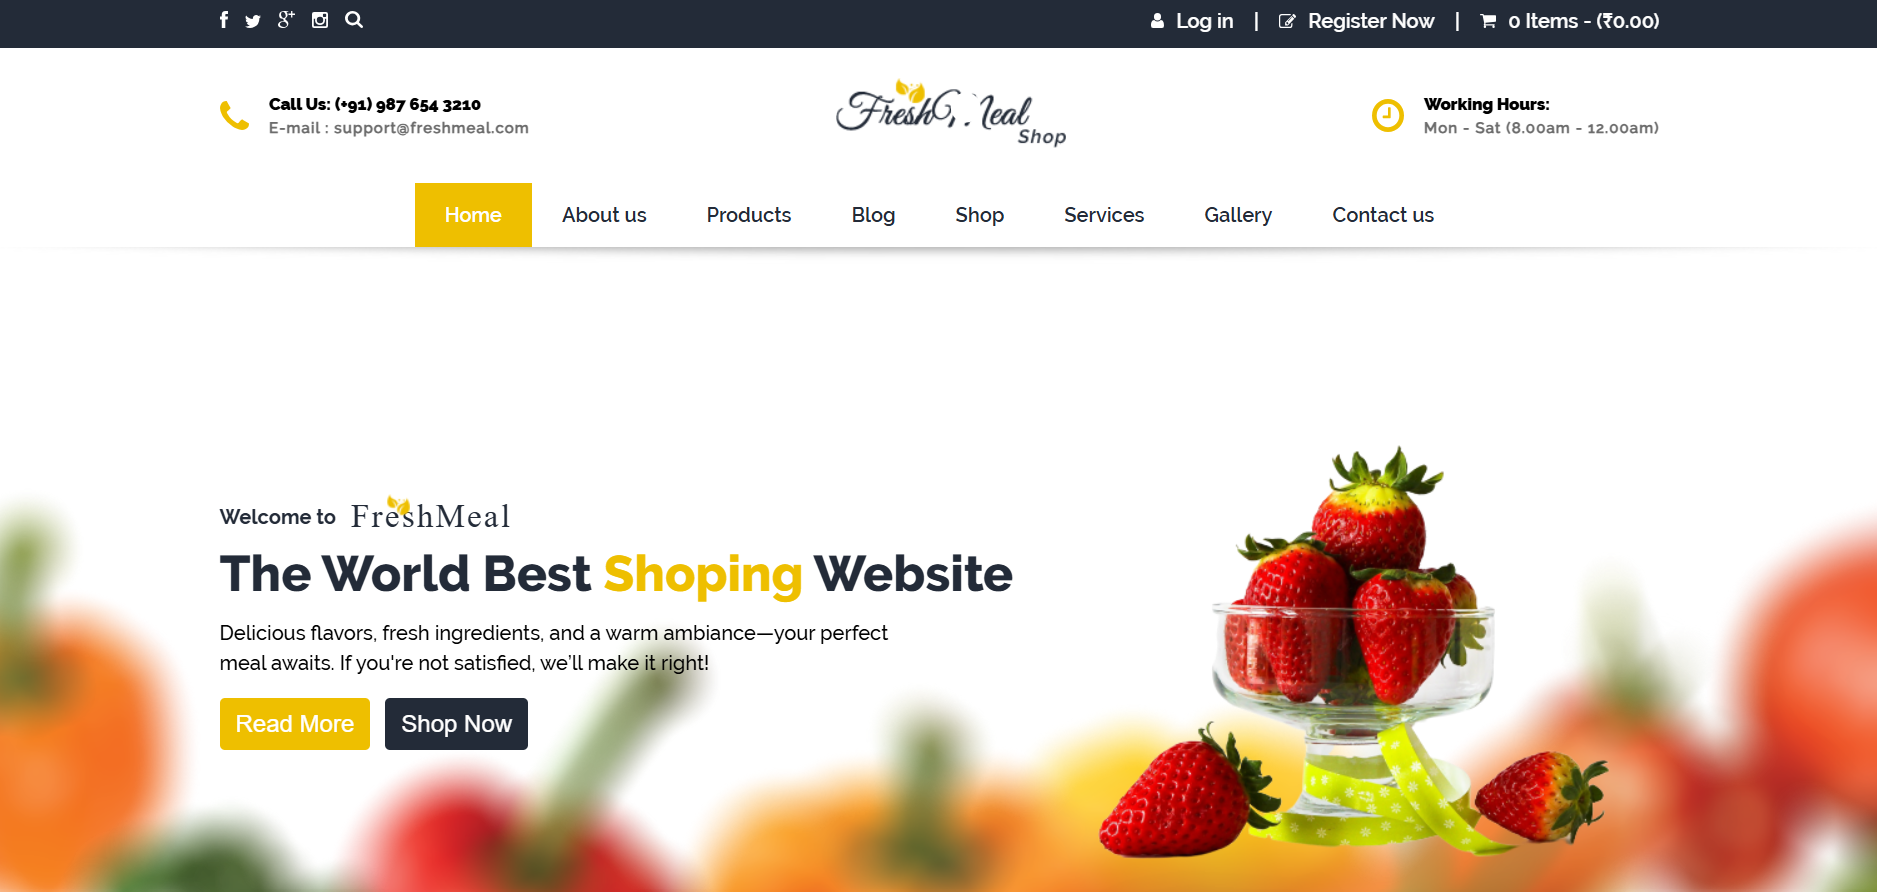 Log in | Register Now | 0 Items - (₹0.00)
Call Us: (+91) 987 654 3210
E-mail : support@freshmeal.com
Fresh Meal
Shop
Working Hours:
Mon - Sat (8.00am - 12.00am)
Home About us Products Blog Shop Services Gallery Contact us
Welcome to FreshMeal
The World Best Shoping Website
Delicious flavors, fresh ingredients, and a warm ambiance—your perfect
meal awaits. If you're not satisfied, we’ll make it right!
Read More Shop Now